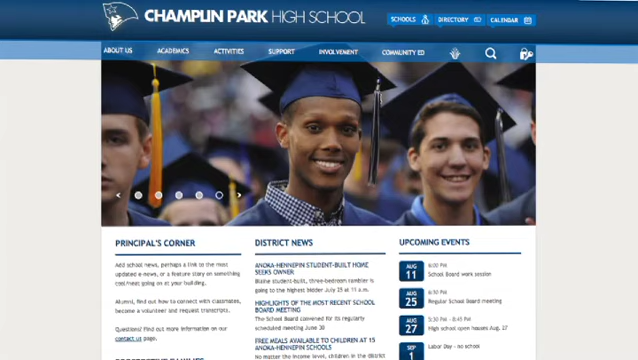 CHAMPLIN PARK HIGH SCHOOL
SCHOOLS
DIRECTORY
CALENDAR
ABOUT US
ACADEMICS
ACTIVITIES
SUPPORT
INVOLVEMENT
COMMUNITY ED
PRINCIPAL'S CORNER
Add school news, perhaps a link to the most
updated e-news, or a feature story on something
cool/neat going on at your building.
Alumni, find out how to connect with classmates,
become a volunteer and request transcripts.
Questions? Find out more information on our
contact us page.
DISTRICT NEWS
ANOKA-HENNEPIN STUDENT-BUILT HOME
SEEKS OWNER
Blaine student-built, three-bedroom rambler is
going to the highest bidder July 25 at 11 a.m.
HIGHLIGHTS OF THE MOST RECENT SCHOOL
BOARD MEETING
The School Board convened for its regularly
scheduled meeting June 20
FREE MEALS AVAILABLE TO CHILDREN AT 15
ANOKA-HENNEPIN SCHOOLS
No matter the income level, children in the district
UPCOMING EVENTS
AUG
11
6:00 PM
School Board work session
AUG
25
6:30 PM
Regular School Board meeting
AUG
27
5:30 PM - 8:45 PM
High school open houses Aug. 27
SEP
1
Labor Day - no school